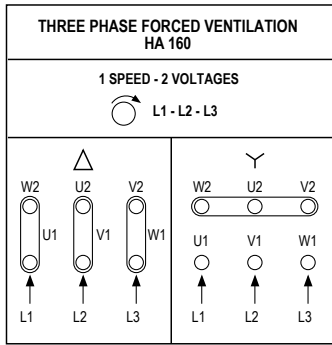 THREE PHASE FORCED VENTILATION
HA 160
1 SPEED - 2 VOLTAGES
L1 - L2 - L3
W2 U2 V2
U1 V1 W1
L1 L2 L3
W2 U2 V2
U1 V1 W1
L1 L2 L3